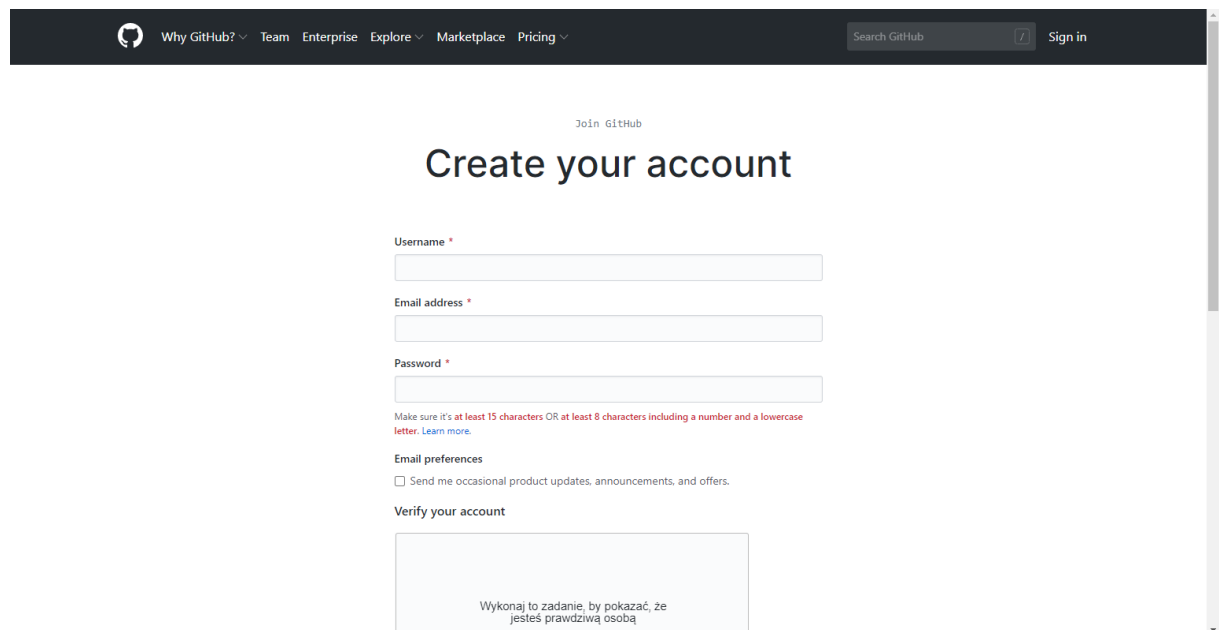 Why GitHub? Team Enterprise Explore Marketplace Pricing Search GitHub / Sign in
Join GitHub
Create your account
Username *
Email address *
Password *
Make sure it's at least 15 characters OR at least 8 characters including a number and a lowercase
letter. Learn more.
Email preferences
Send me occasional product updates, announcements, and offers.
Verify your account
Wykonaj to zadanie, by pokazać, że
jesteś prawdziwą osobą